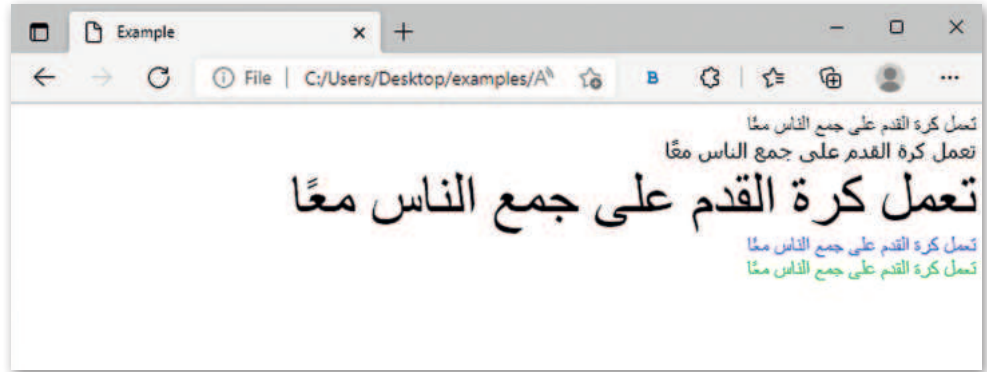 Example
File | C:/Users/Desktop/examples/
تعمل كرة القدم على جمع الناس معًا
تعمل كرة القدم على جمع الناس معًا
تعمل كرة القدم على جمع الناس معًا
تعمل كرة القدم على جمع الناس معًا
تعمل كرة القدم على جمع الناس معًا